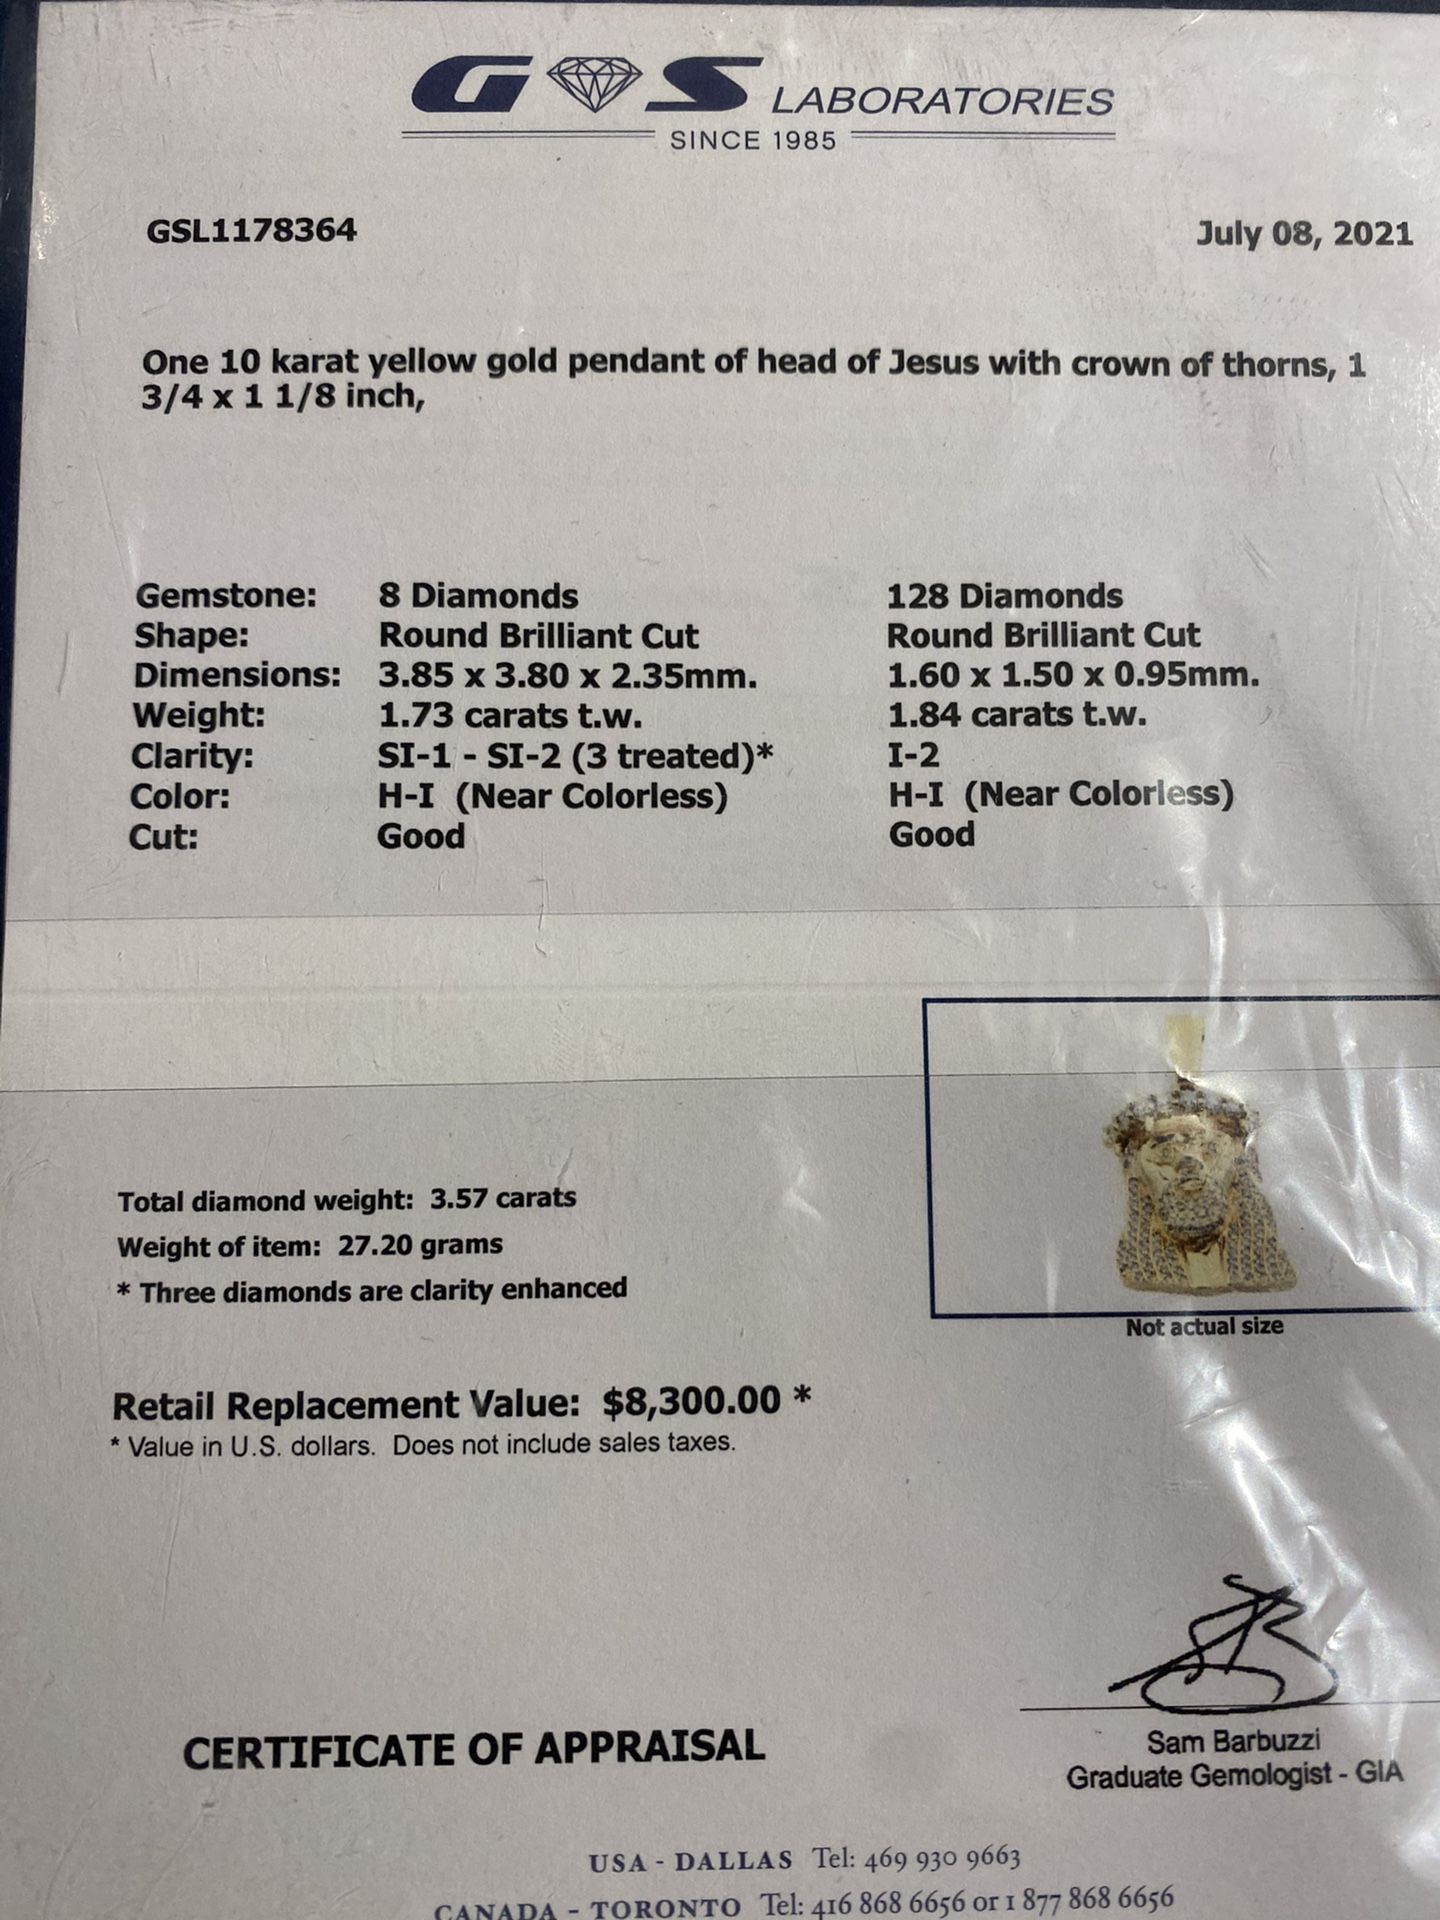 GS LABORATORIES
SINCE 1985
GSL1178364 July 08, 2021
One 10 karat yellow gold pendant of head of Jesus with crown of thorns, 1
3/4 x 1 1/8 inch,
Gemstone: 8 Diamonds 128 Diamonds
Shape: Round Brilliant Cut Round Brilliant Cut
Dimensions: 3.85 x 3.80 x 2.35mm. 1.60 x 1.50 x 0.95mm.
Weight: 1.73 carats t.w. 1.84 carats t.w.
Clarity: SI-1 - SI-2 (3 treated)* I-2
Color: H-I (Near Colorless) H-I (Near Colorless)
Cut: Good Good
Total diamond weight: 3.57 carats
Weight of item: 27.20 grams
* Three diamonds are clarity enhanced
Not actual size
Retail Replacement Value: $8,300.00 *
* Value in U.S. dollars. Does not include sales taxes.
CERTIFICATE OF APPRAISAL
Sam Barbuzzi
Graduate Gemologist - GIA
USA - DALLAS Tel: 469 930 9663
CANADA - TORONTO Tel: 416 868 6656 or 1 877 868 6656